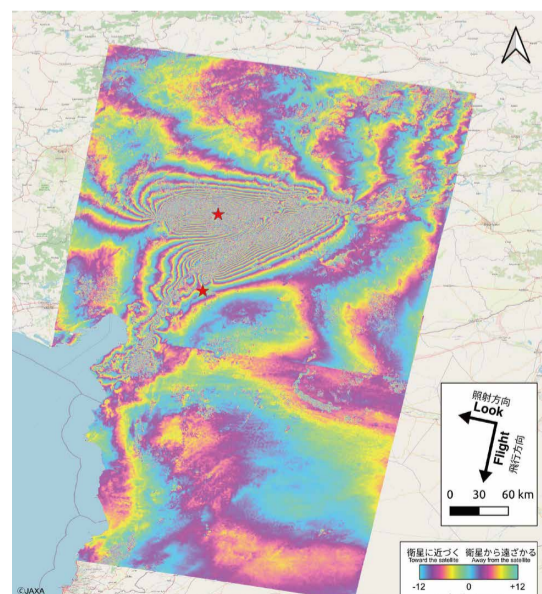 照射方向
Look
Flight
飛行方向
0 30 60 km
衛星に近づく 衛星から遠ざかる
Toward the satellite Away from the satellite
-12 0 +12
©JAXA